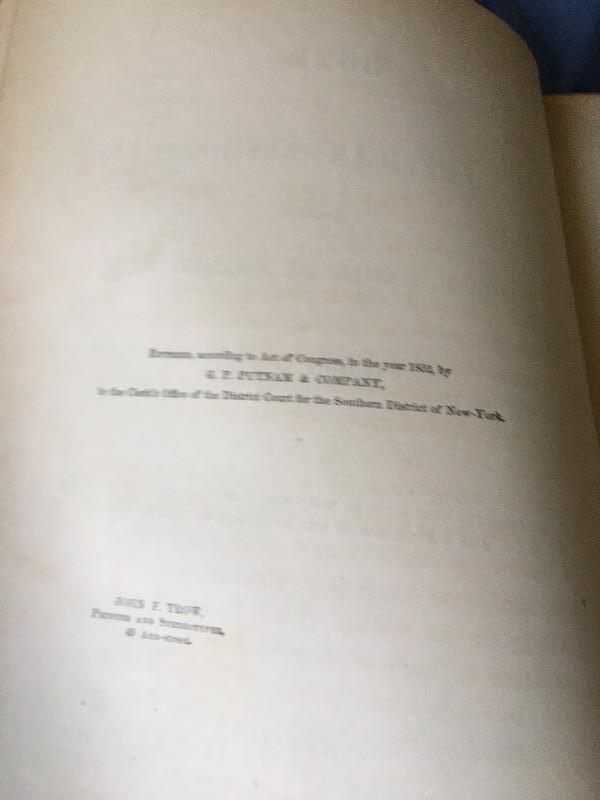 Entered, according to Act of Congress, in the year 1852, by
G. P. PUTNAM & COMPANY,
in the Clerk's Office of the District Court for the Southern District of New-York.
JOHN F. TROW,
PRINTER AND STEREOTYPER,
Ann-street.